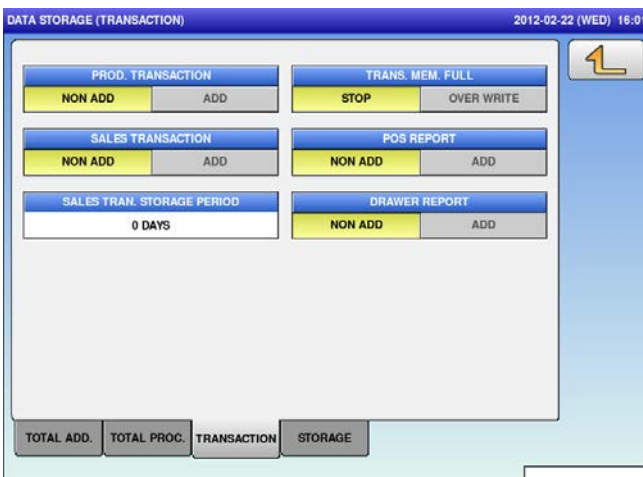 DATA STORAGE (TRANSACTION) 2012-02-22 (WED) 16:01
PROD. TRANSACTION TRANS. MEM. FULL
NON ADD ADD STOP OVER WRITE
SALES TRANSACTION POS REPORT
NON ADD ADD NON ADD ADD
SALES TRAN. STORAGE PERIOD DRAWER REPORT
0 DAYS NON ADD ADD
TOTAL ADD. TOTAL PROC. TRANSACTION STORAGE